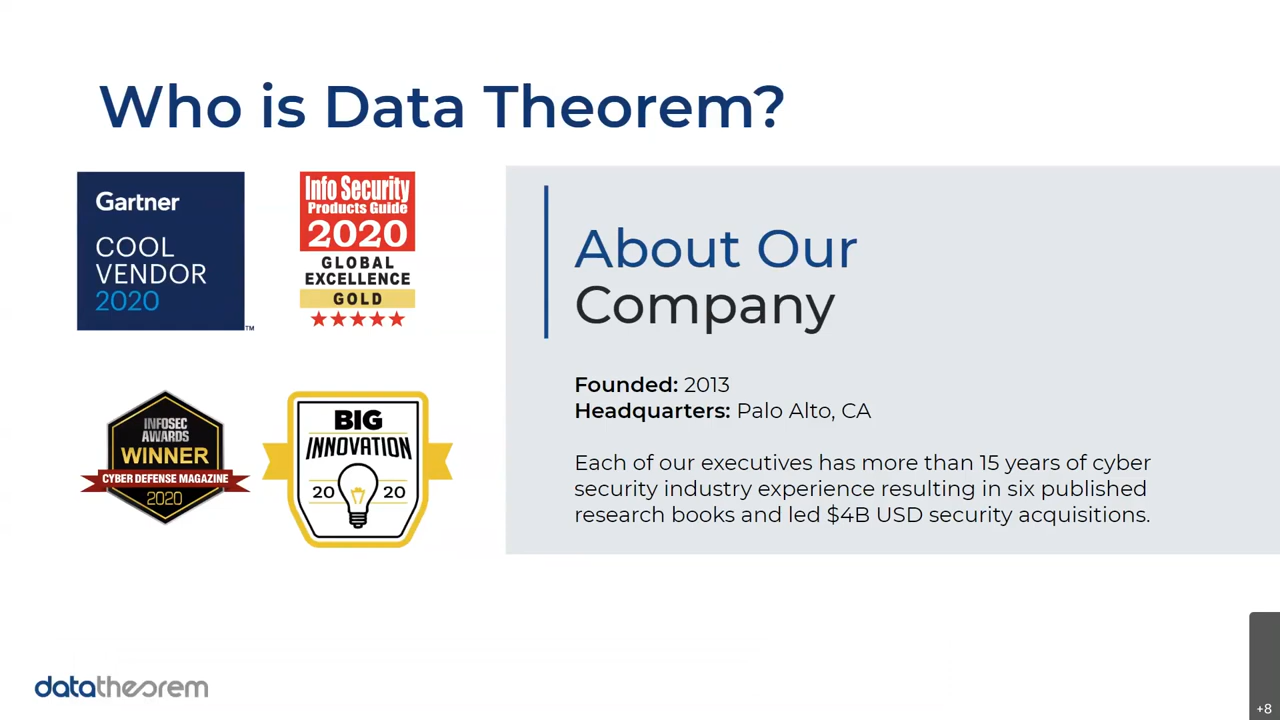 Who is Data Theorem?
Gartner
COOL
VENDOR
2020
TM
Info Security
Products Guide
2020
GLOBAL
EXCELLENCE
GOLD
INFOSEC
AWARDS
WINNER
CYBER DEFENSE MAGAZINE
2020
BIG
INNOVATION
20 20
About Our
Company
Founded: 2013
Headquarters: Palo Alto, CA
Each of our executives has more than 15 years of cyber
security industry experience resulting in six published
research books and led $4B USD security acquisitions.
datatheorem
+8